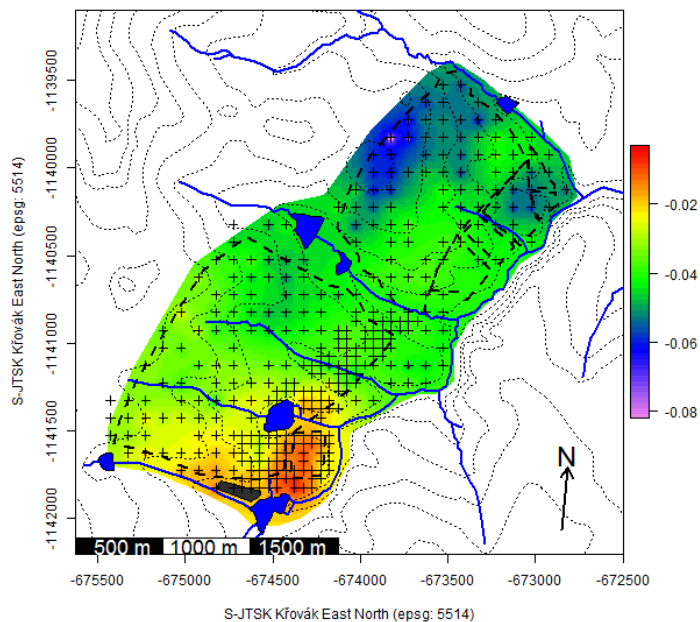 -1139500
-1140000
-1140500
-1141000
-1141500
-1142000
S-JTSK Křovák East North (epsg: 5514)
-0.02
-0.04
-0.06
-0.08
N
500 m 1000 m 1500 m
-675500 -675000 -674500 -674000 -673500 -673000 -672500
S-JTSK Křovák East North (epsg: 5514)